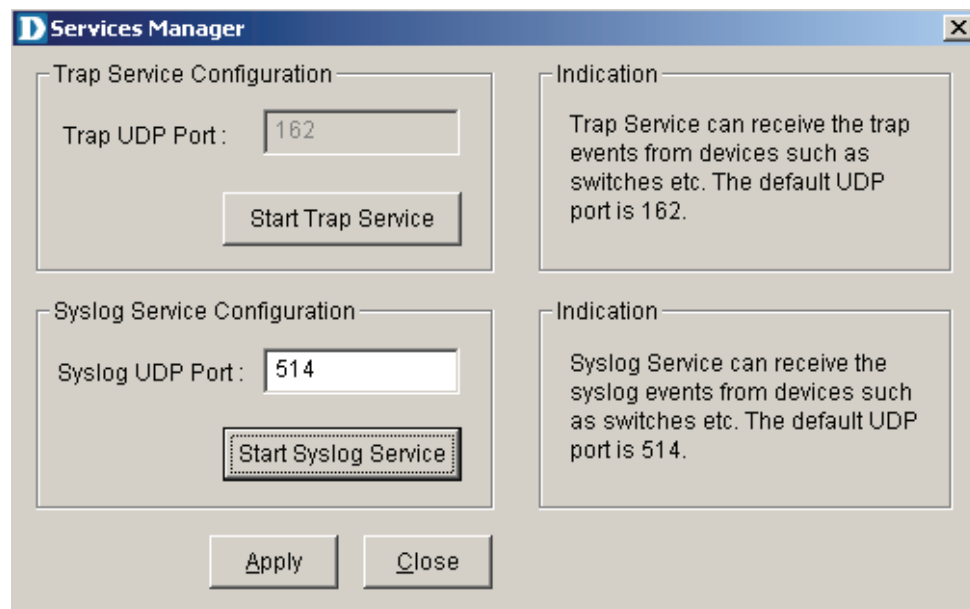 D Services Manager
Trap Service Configuration
Trap UDP Port :
162
Start Trap Service
Indication
Trap Service can receive the trap
events from devices such as
switches etc. The default UDP
port is 162.
Syslog Service Configuration
Syslog UDP Port :
514
Start Syslog Service
Indication
Syslog Service can receive the
syslog events from devices such
as switches etc. The default UDP
port is 514.
Apply
Close